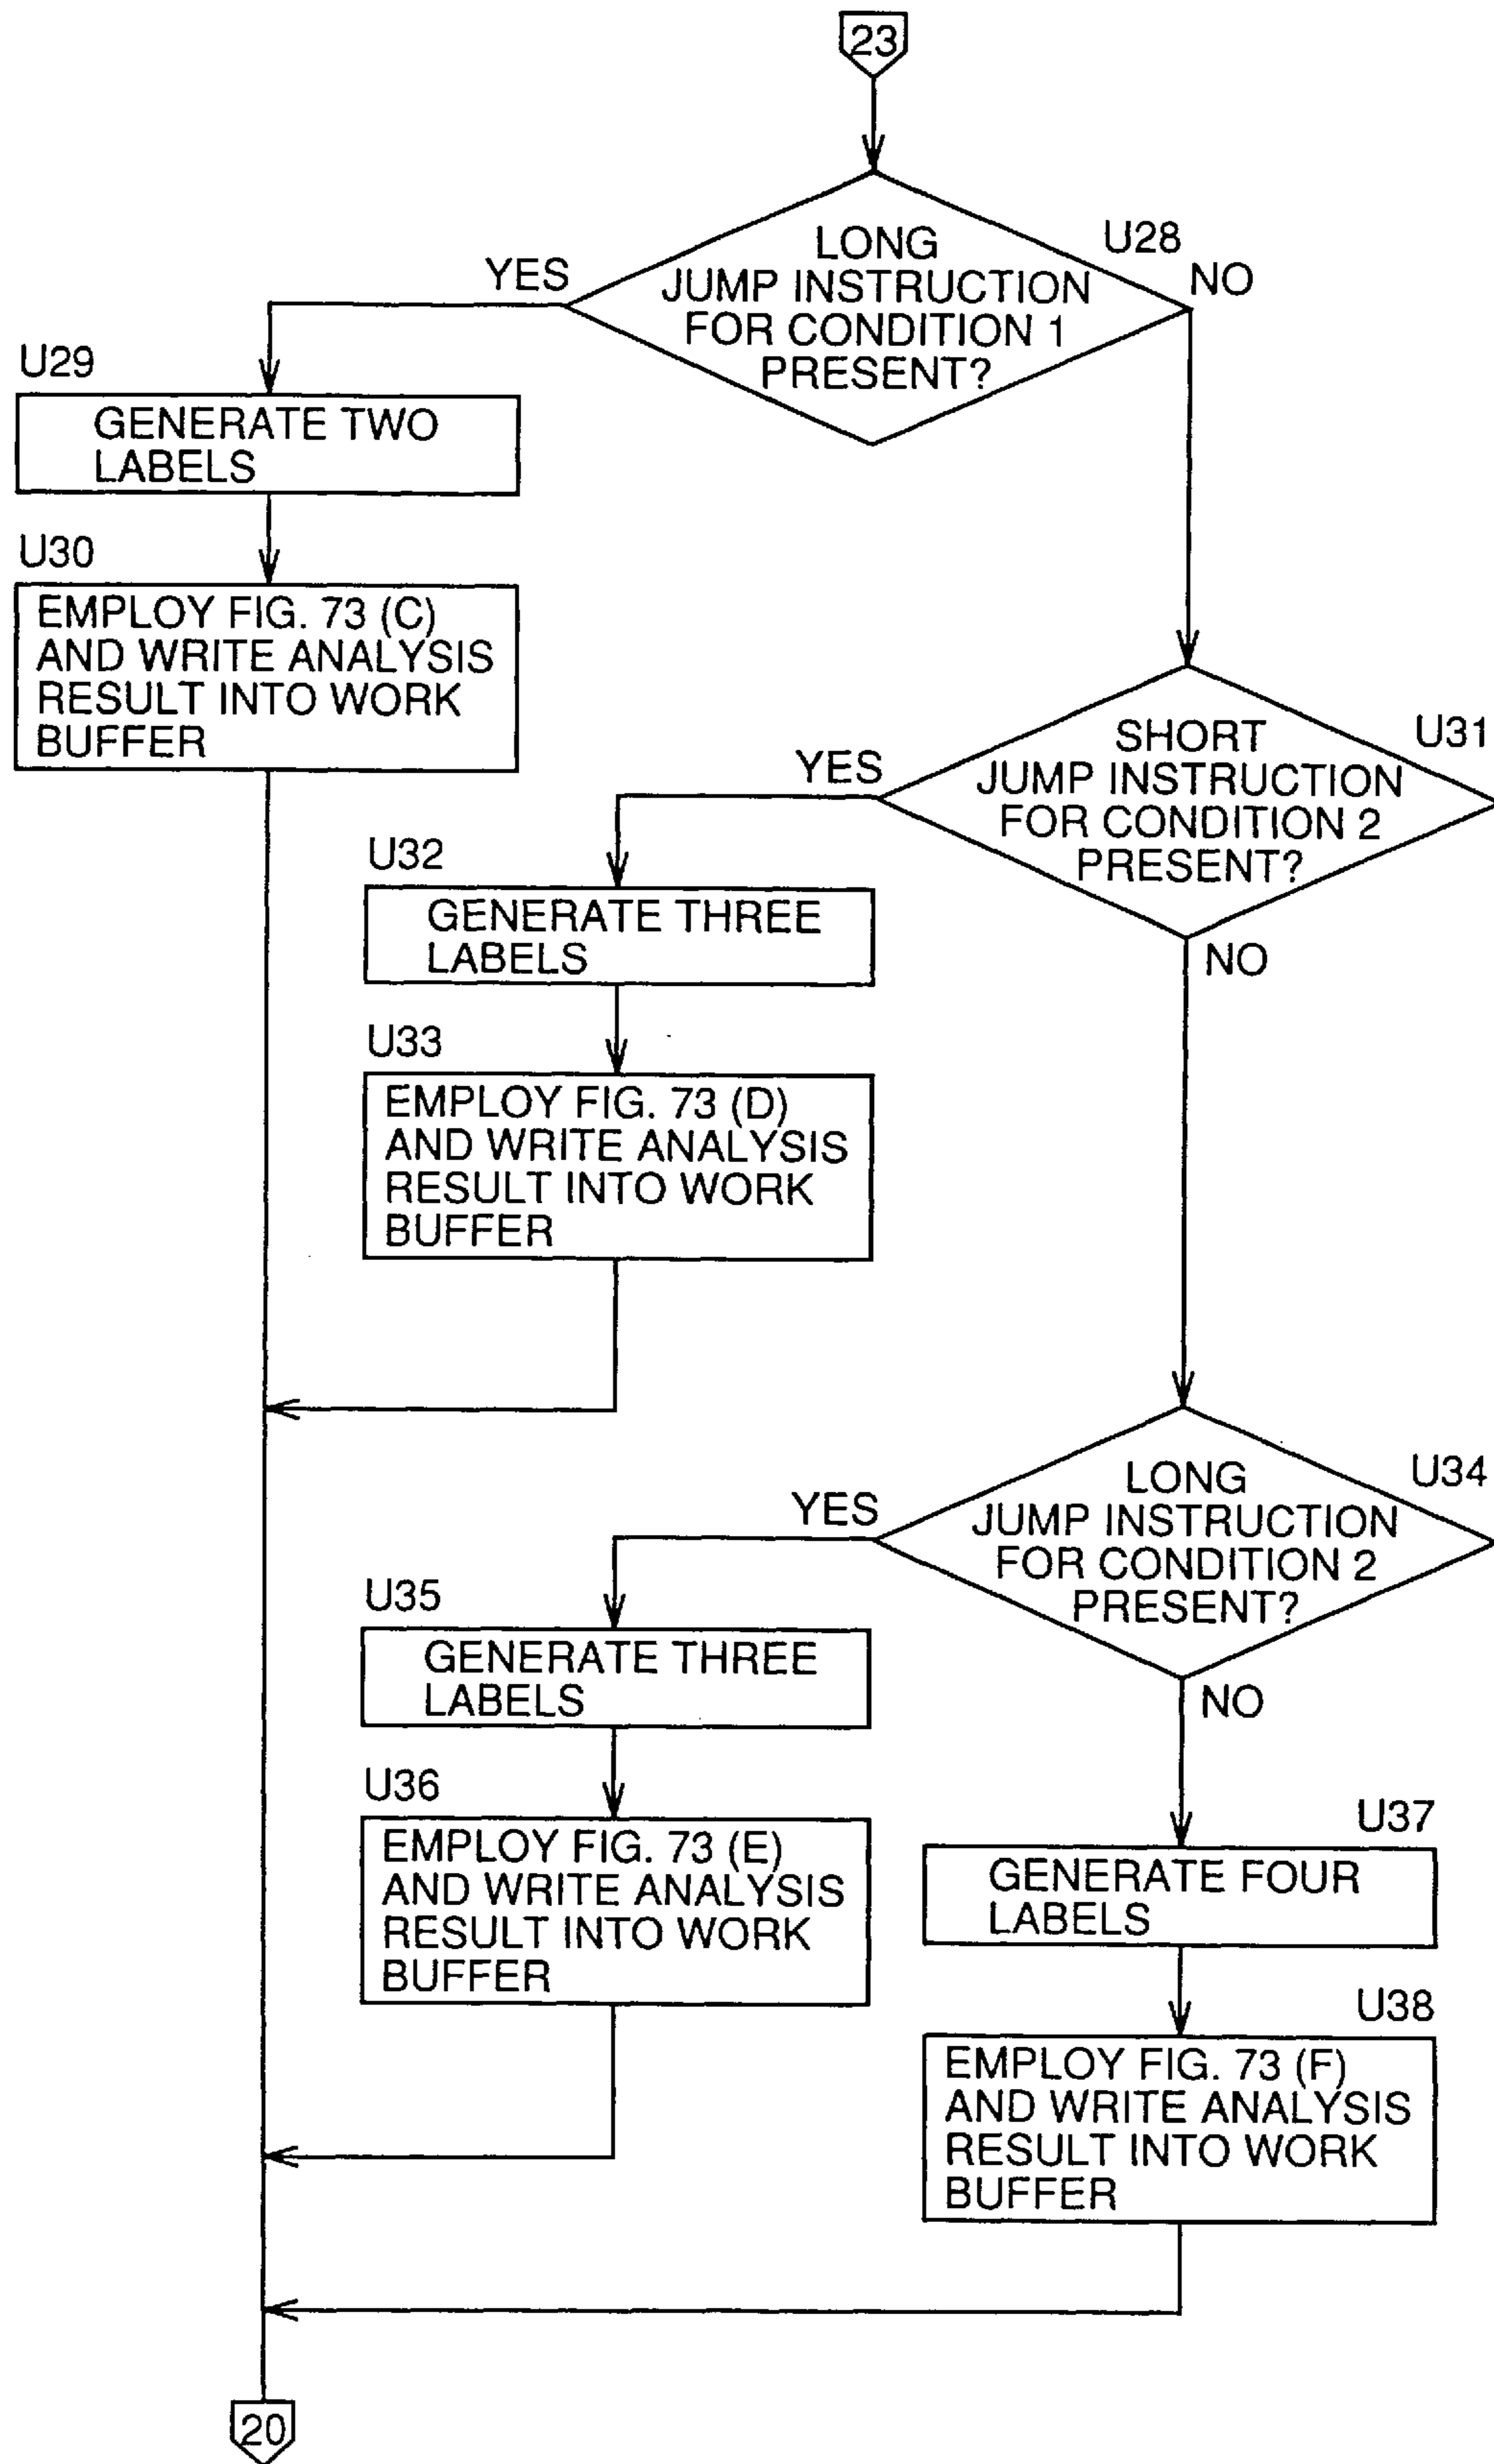 23
U28
LONG
JUMP INSTRUCTION
FOR CONDITION 1
PRESENT?
YES
NO
U29
GENERATE TWO
LABELS
U30
EMPLOY FIG. 73 (C)
AND WRITE ANALYSIS
RESULT INTO WORK
BUFFER
U31
SHORT
JUMP INSTRUCTION
FOR CONDITION 2
PRESENT?
YES
NO
U32
GENERATE THREE
LABELS
U33
EMPLOY FIG. 73 (D)
AND WRITE ANALYSIS
RESULT INTO WORK
BUFFER
U34
LONG
JUMP INSTRUCTION
FOR CONDITION 2
PRESENT?
YES
NO
U35
GENERATE THREE
LABELS
U36
EMPLOY FIG. 73 (E)
AND WRITE ANALYSIS
RESULT INTO WORK
BUFFER
U37
GENERATE FOUR
LABELS
U38
EMPLOY FIG. 73 (F)
AND WRITE ANALYSIS
RESULT INTO WORK
BUFFER
20